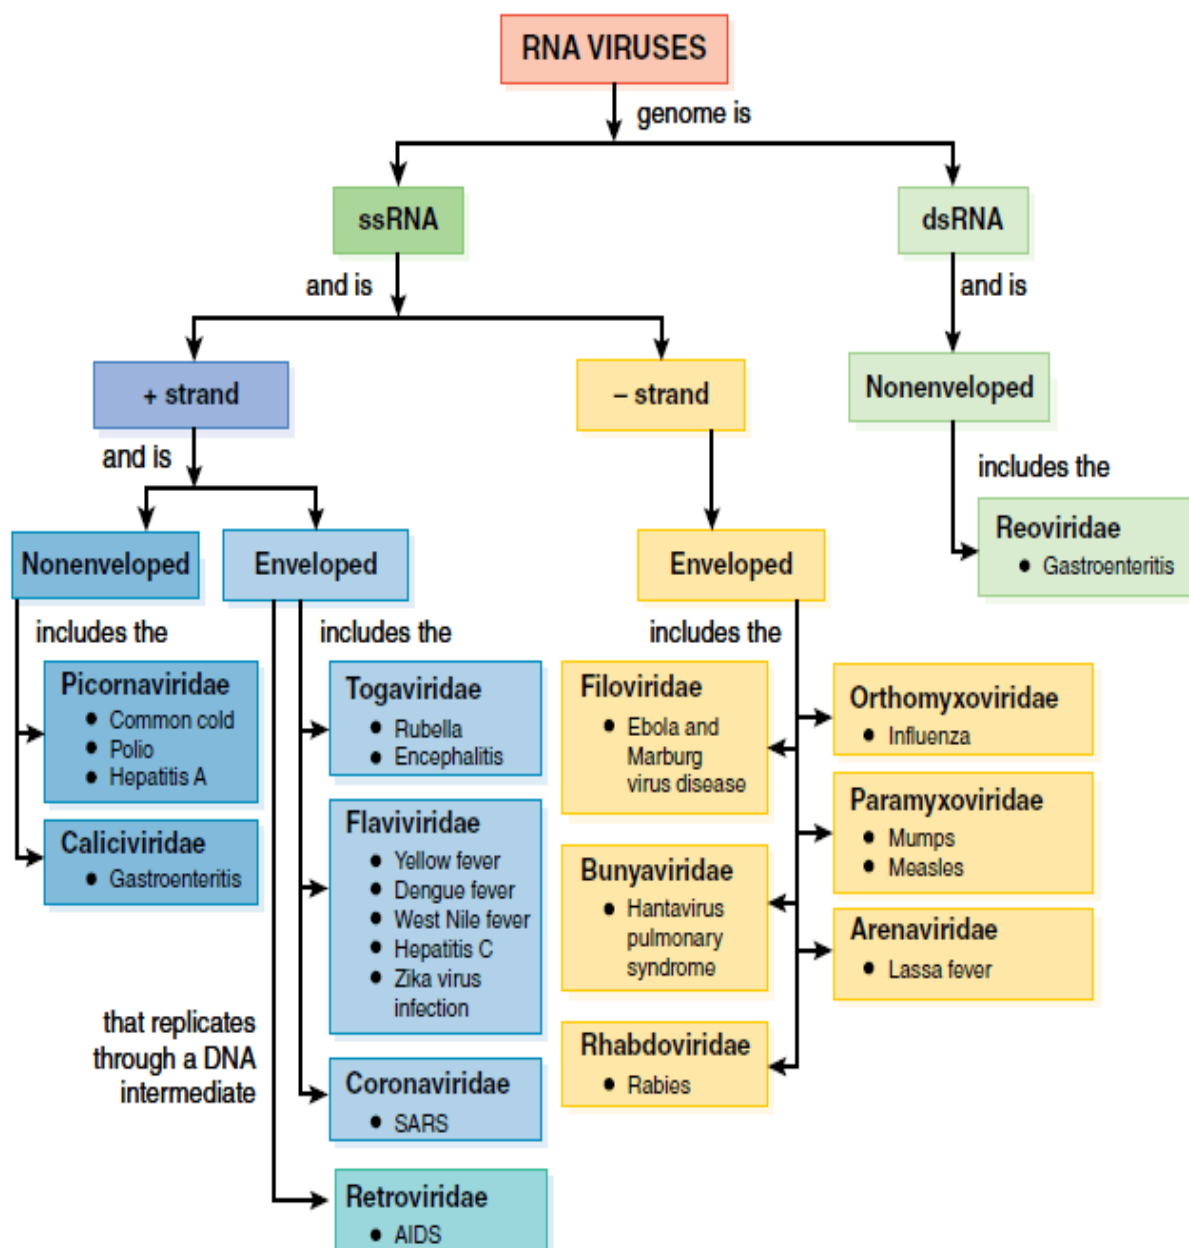 RNA VIRUSES
genome is
ssRNA
dsRNA
and is
and is
+ strand
– strand
Nonenveloped
and is
includes the
Reoviridae
● Gastroenteritis
Nonenveloped
Enveloped
Enveloped
includes the
includes the
includes the
Picornaviridae
● Common cold
● Polio
● Hepatitis A
Caliciviridae
● Gastroenteritis
Togaviridae
● Rubella
● Encephalitis
Flaviviridae
● Yellow fever
● Dengue fever
● West Nile fever
● Hepatitis C
● Zika virus
infection
Coronaviridae
● SARS
that replicates
through a DNA
intermediate
Retroviridae
● AIDS
Filoviridae
● Ebola and
Marburg
virus disease
Bunyaviridae
● Hantavirus
pulmonary
syndrome
Rhabdoviridae
● Rabies
Orthomyxoviridae
● Influenza
Paramyxoviridae
● Mumps
● Measles
Arenaviridae
● Lassa fever